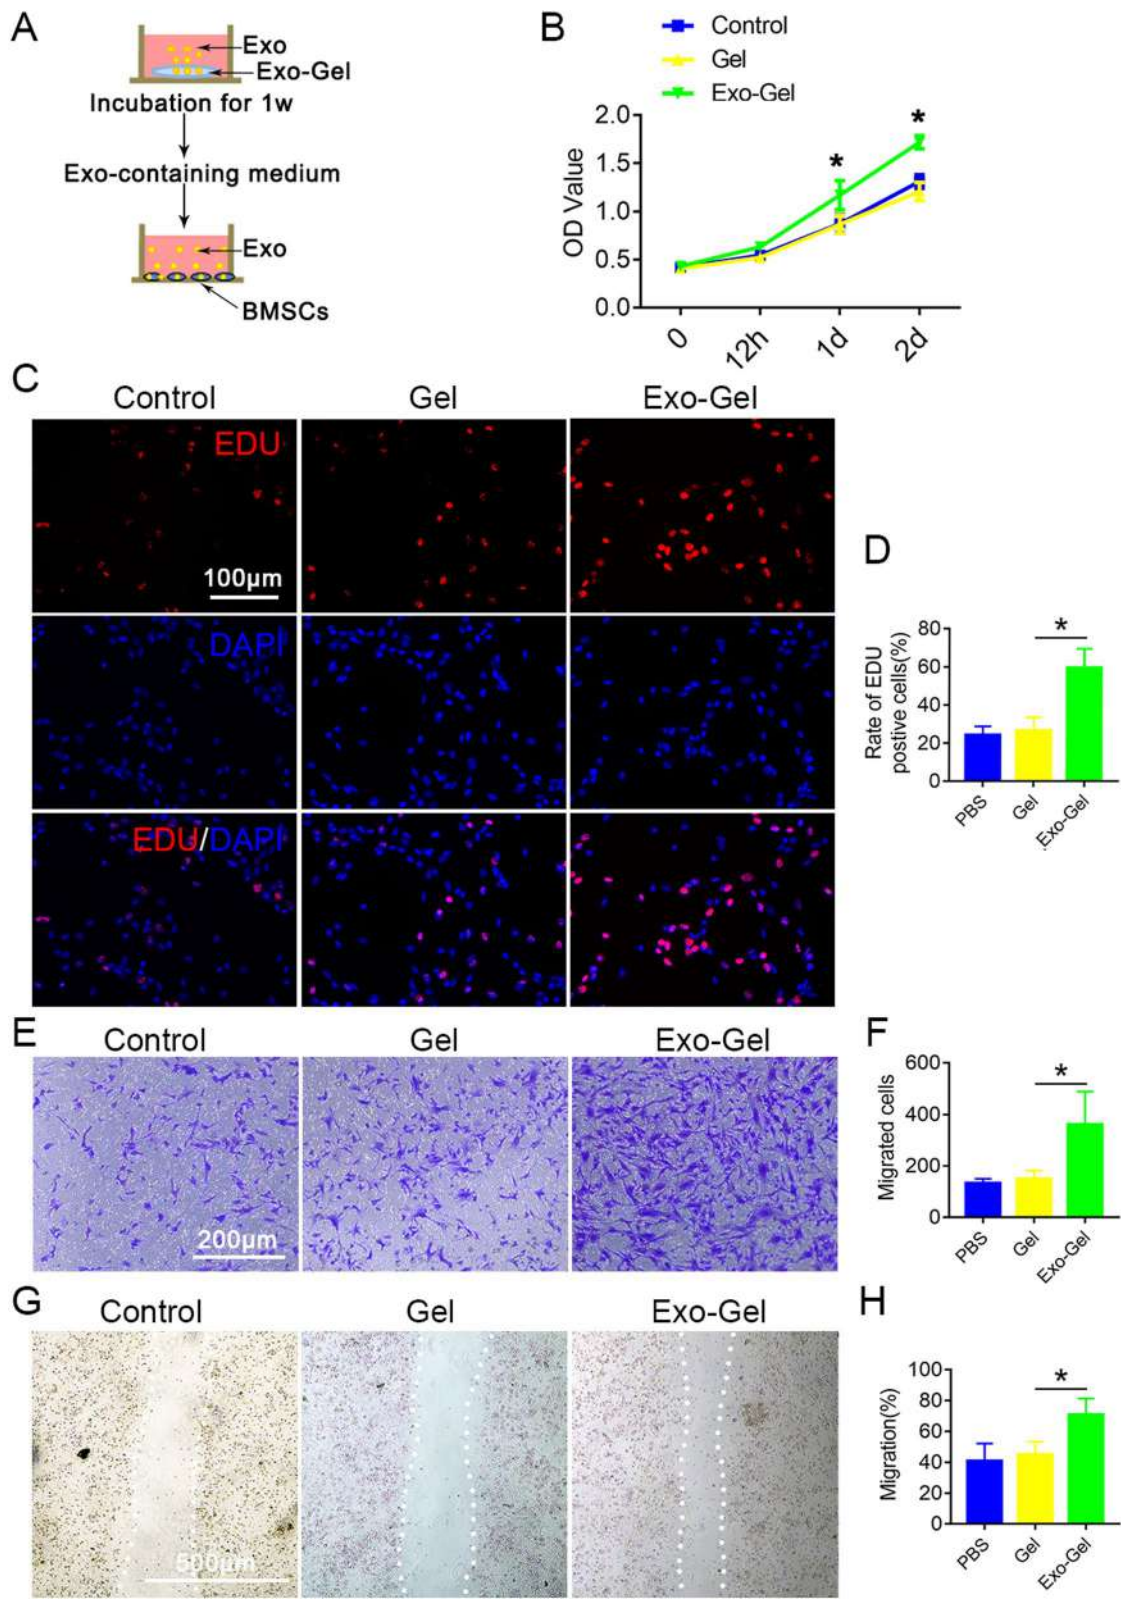 A
Exo
Exo-Gel
Incubation for 1w
Exo-containing medium
Exo
BMSCs
B
Control
Gel
Exo-Gel
OD Value
2.0
1.5
1.0
0.5
0.0
*
*
0
12h
1d
2d
C
Control
Gel
Exo-Gel
EDU
100μm
DAPI
EDU/DAPI
D
Rate of EDU
postive cells(%)
80
60
40
20
0
*
PBS
Gel
Exo-Gel
E
Control
Gel
Exo-Gel
200μm
F
Migrated cells
600
400
200
0
*
PBS
Gel
Exo-Gel
G
Control
Gel
Exo-Gel
500μm
H
Migration(%)
100
80
60
40
20
0
*
PBS
Gel
Exo-Gel